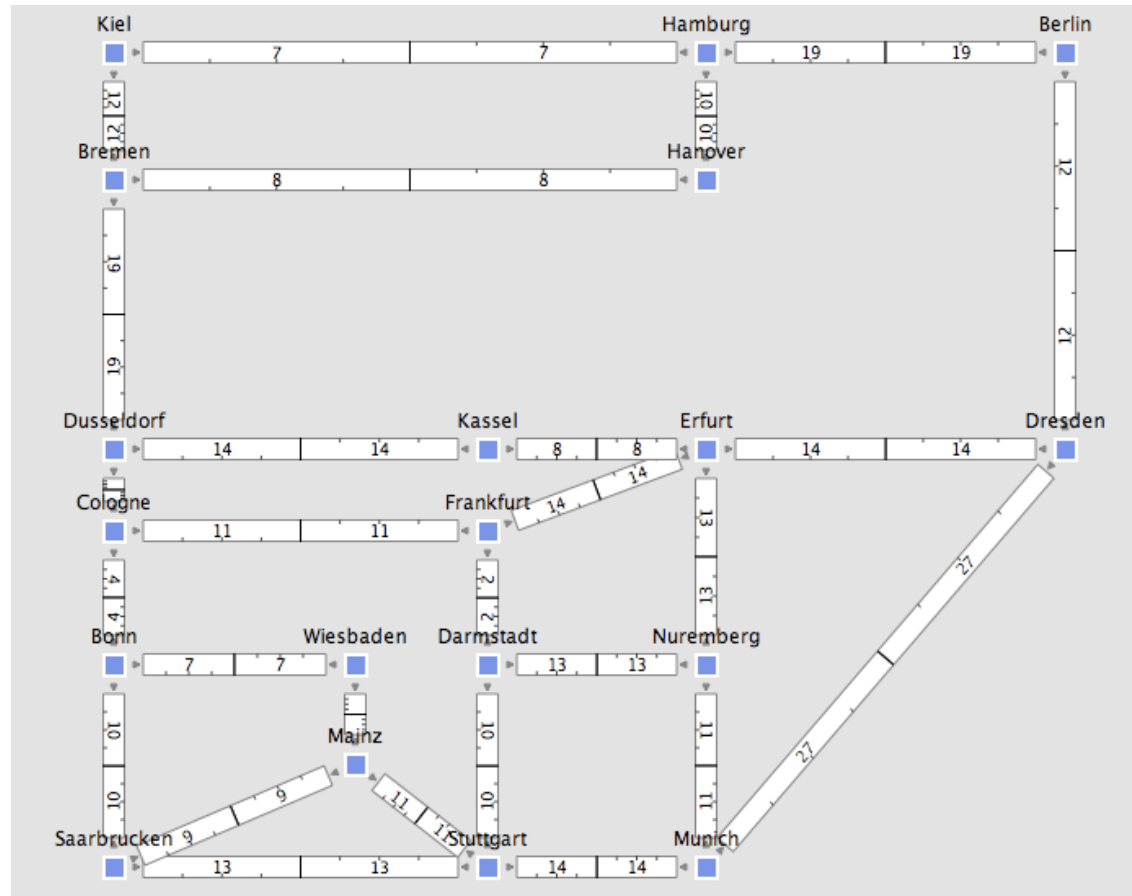 Kiel Hamburg Berlin
7 7 19 19
12 10
12 10
Bremen Hanover
8 8
12
19
12
19
Dusseldorf Kassel Erfurt Dresden
14 14 8 8 14 14
14 14
Cologne Frankfurt
11 11
13
27
4 2
13
4 2
Bonn Wiesbaden Darmstadt Nuremberg
7 7 13 13
10 10 11
Mainz
27
9 9
11 11
10 10 11
Saarbrucken Stuttgart Munich
13 13 14 14